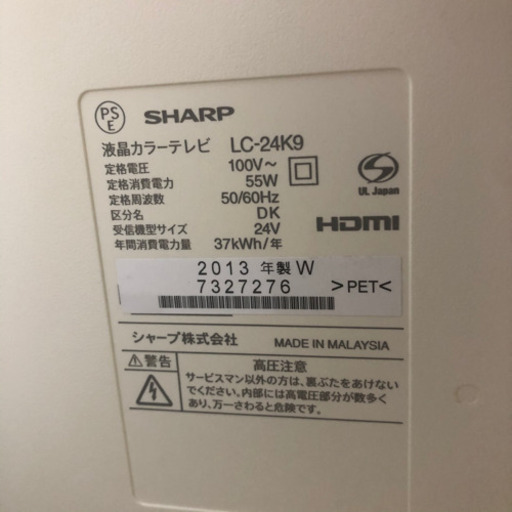 PS
E
SHARP
液晶カラーテレビ LC-24K9
定格電圧 100V~
定格消費電力 55W
定格周波数 50/60Hz
区分名 DK
受信機型サイズ 24V
年間消費電力量 37kWh/年
UL Japan
HDMI
2013 年製 W
7327276 >PET<
シャープ株式会社 MADE IN MALAYSIA
警告 高圧注意
サービスマン以外の方は、裏ぶたをあけない
でください。内部には高電圧部分が数多く
あり、万一さわると危険です。